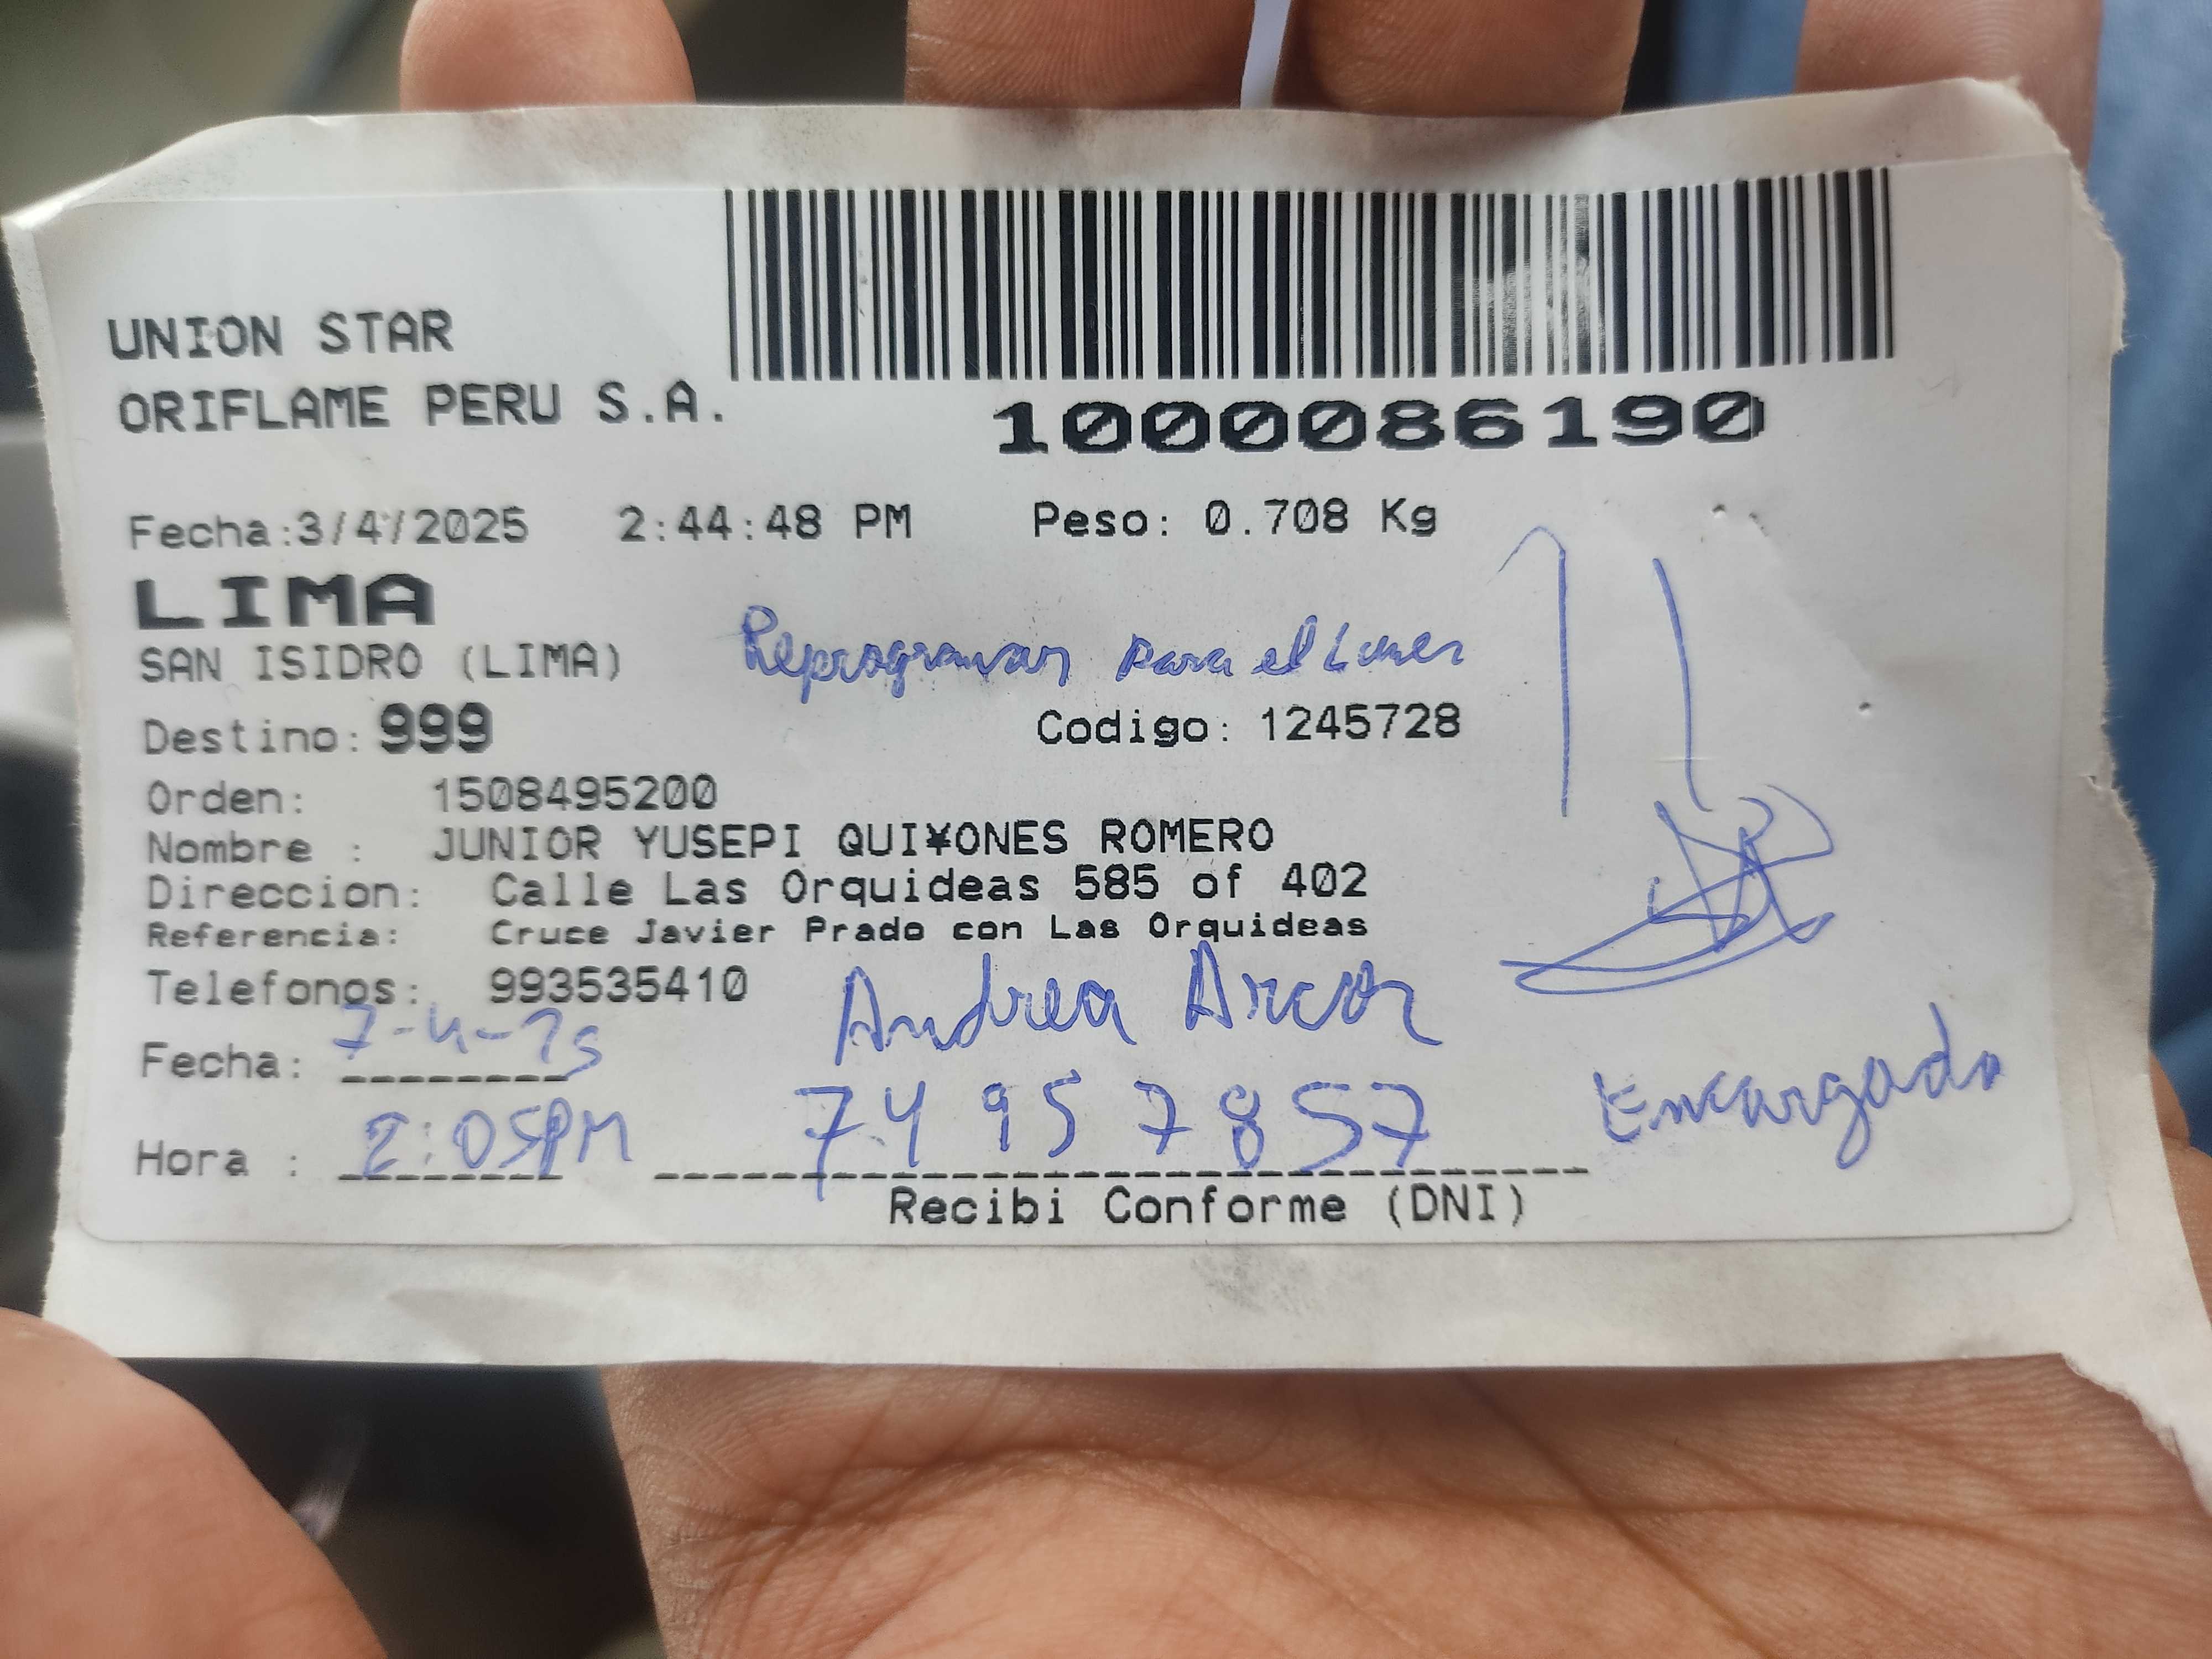 UNION STAR
ORIFLAME PERU S.A.
1000086190
Fecha:3/4/2025 2:44:48 PM Peso: 0.708 Kg
LIMA
SAN ISIDRO (LIMA) Reprogramar para el Lunes
Destino: 999 Codigo: 1245728
Orden: 1508495200
Nombre : JUNIOR YUSEPI QUI¥ONES ROMERO
Direccion: Calle Las Orquideas 585 of 402
Referencia: Cruce Javier Prado con Las Orquideas
Telefonos: 993535410
Andrea
Fecha: 7-4-25
Encargado
Hora : 2:05PM 74957857
Recibi Conforme (DNI)